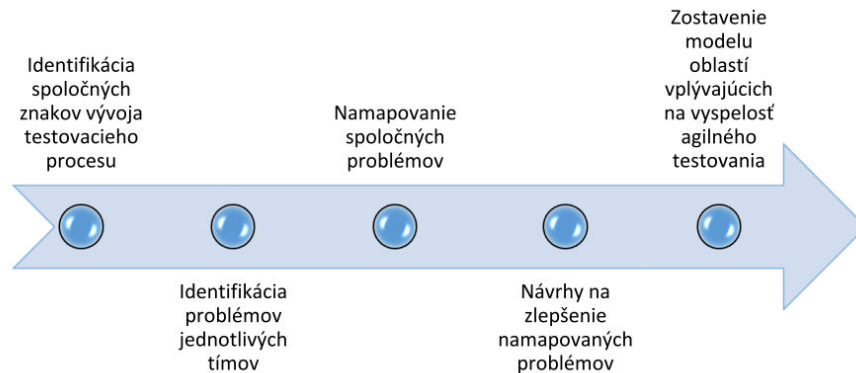 Identifikácia
spoločných
znakov vývoja
testovacieho
procesu
Identifikácia
problémov
jednotlivých
tímov
Namapovanie
spoločných
problémov
Návrhy na
zlepšenie
namapovaných
problémov
Zostavenie
modelu
oblastí
vplývajúcich
na vyspelosť
agilného
testovania